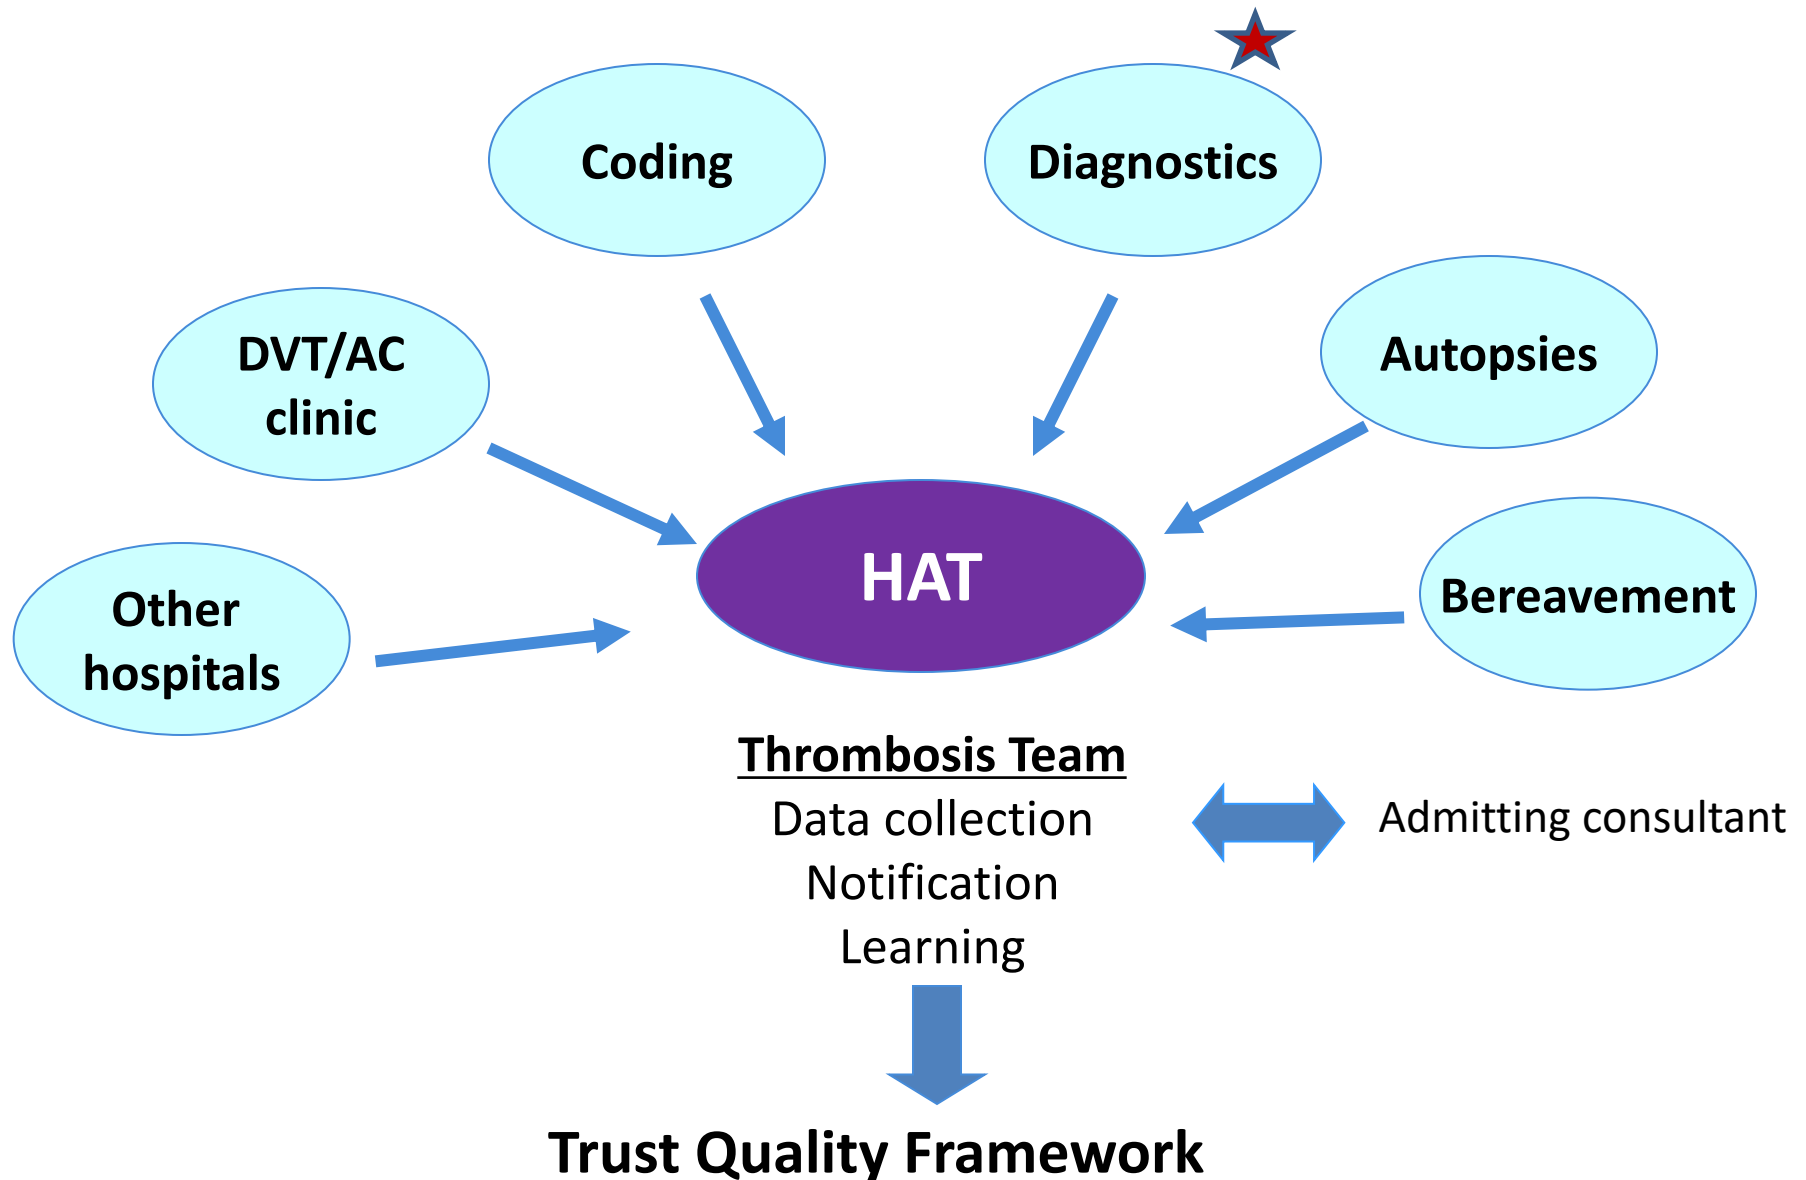 Coding
Diagnostics
DVT/AC
clinic
Autopsies
Other
hospitals
HAT
Bereavement
Thrombosis Team
Data collection
Notification
Learning
Admitting consultant
Trust Quality Framework